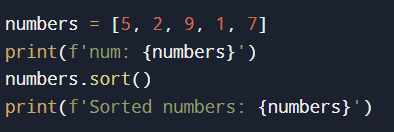 numbers = [5, 2, 9, 1, 7]
print(f'num: {numbers}')
numbers.sort()
print(f'Sorted numbers: {numbers}')